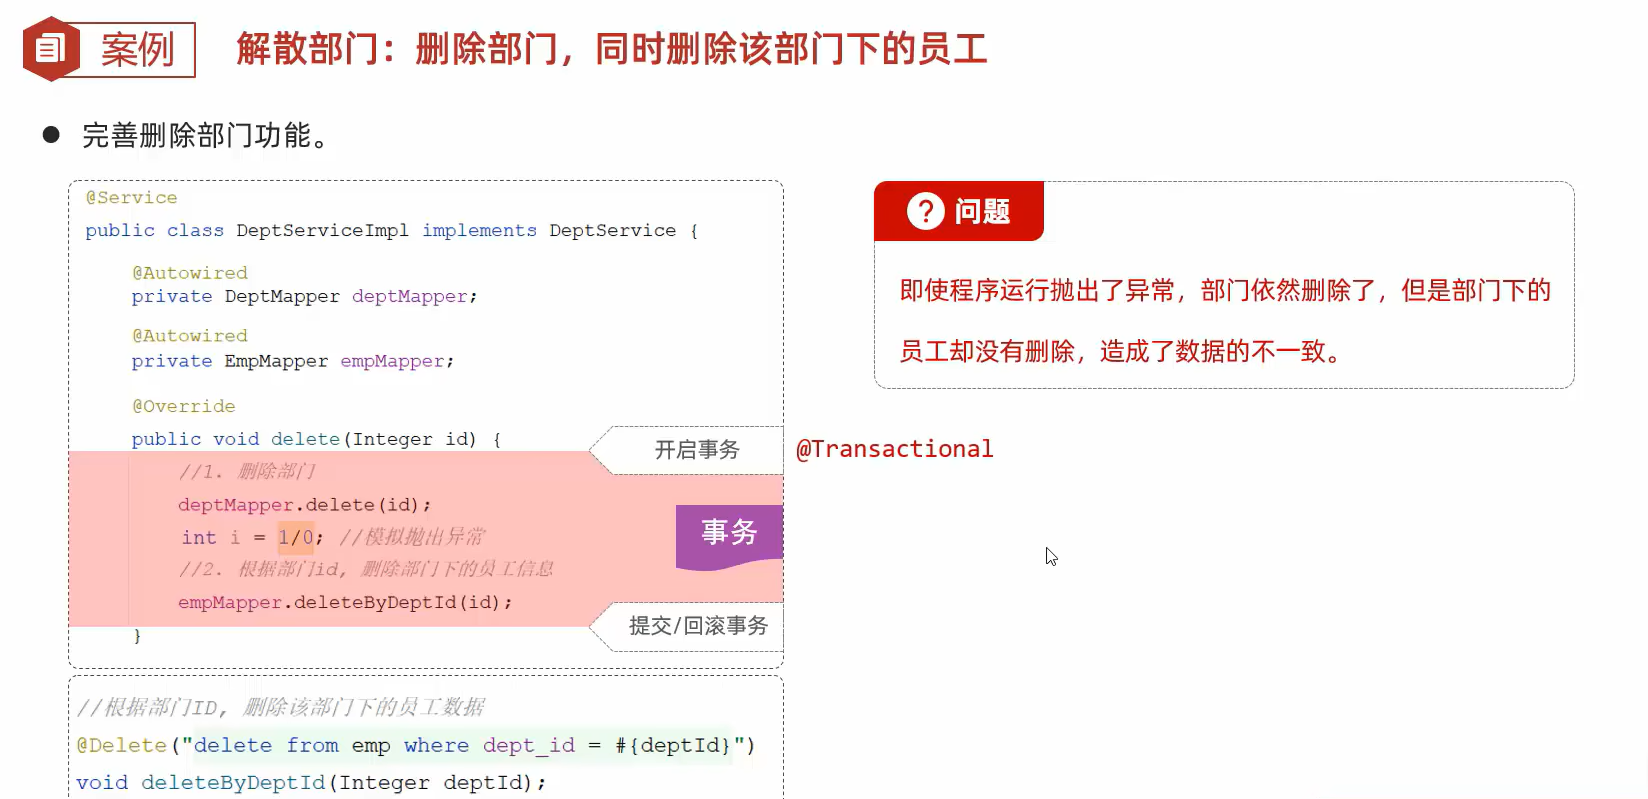 案例
解散部门：删除部门，同时删除该部门下的员工
● 完善删除部门功能。
@Service
public class DeptServiceImpl implements DeptService {
@Autowired
private DeptMapper deptMapper;
@Autowired
private EmpMapper empMapper;
@Override
public void delete(Integer id) {
//1. 删除部门
deptMapper.delete(id);
int i = 1/0; //模拟抛出异常
//2. 根据部门id, 删除部门下的员工信息
empMapper.deleteByDeptId(id);
}
开启事务
@Transactional
事务
提交/回滚事务
//根据部门ID, 删除该部门下的员工数据
@Delete("delete from emp where dept_id = #{deptId}")
void deleteByDeptId(Integer deptId);
? 问题
即使程序运行抛出了异常，部门依然删除了，但是部门下的
员工却没有删除，造成了数据的不一致。